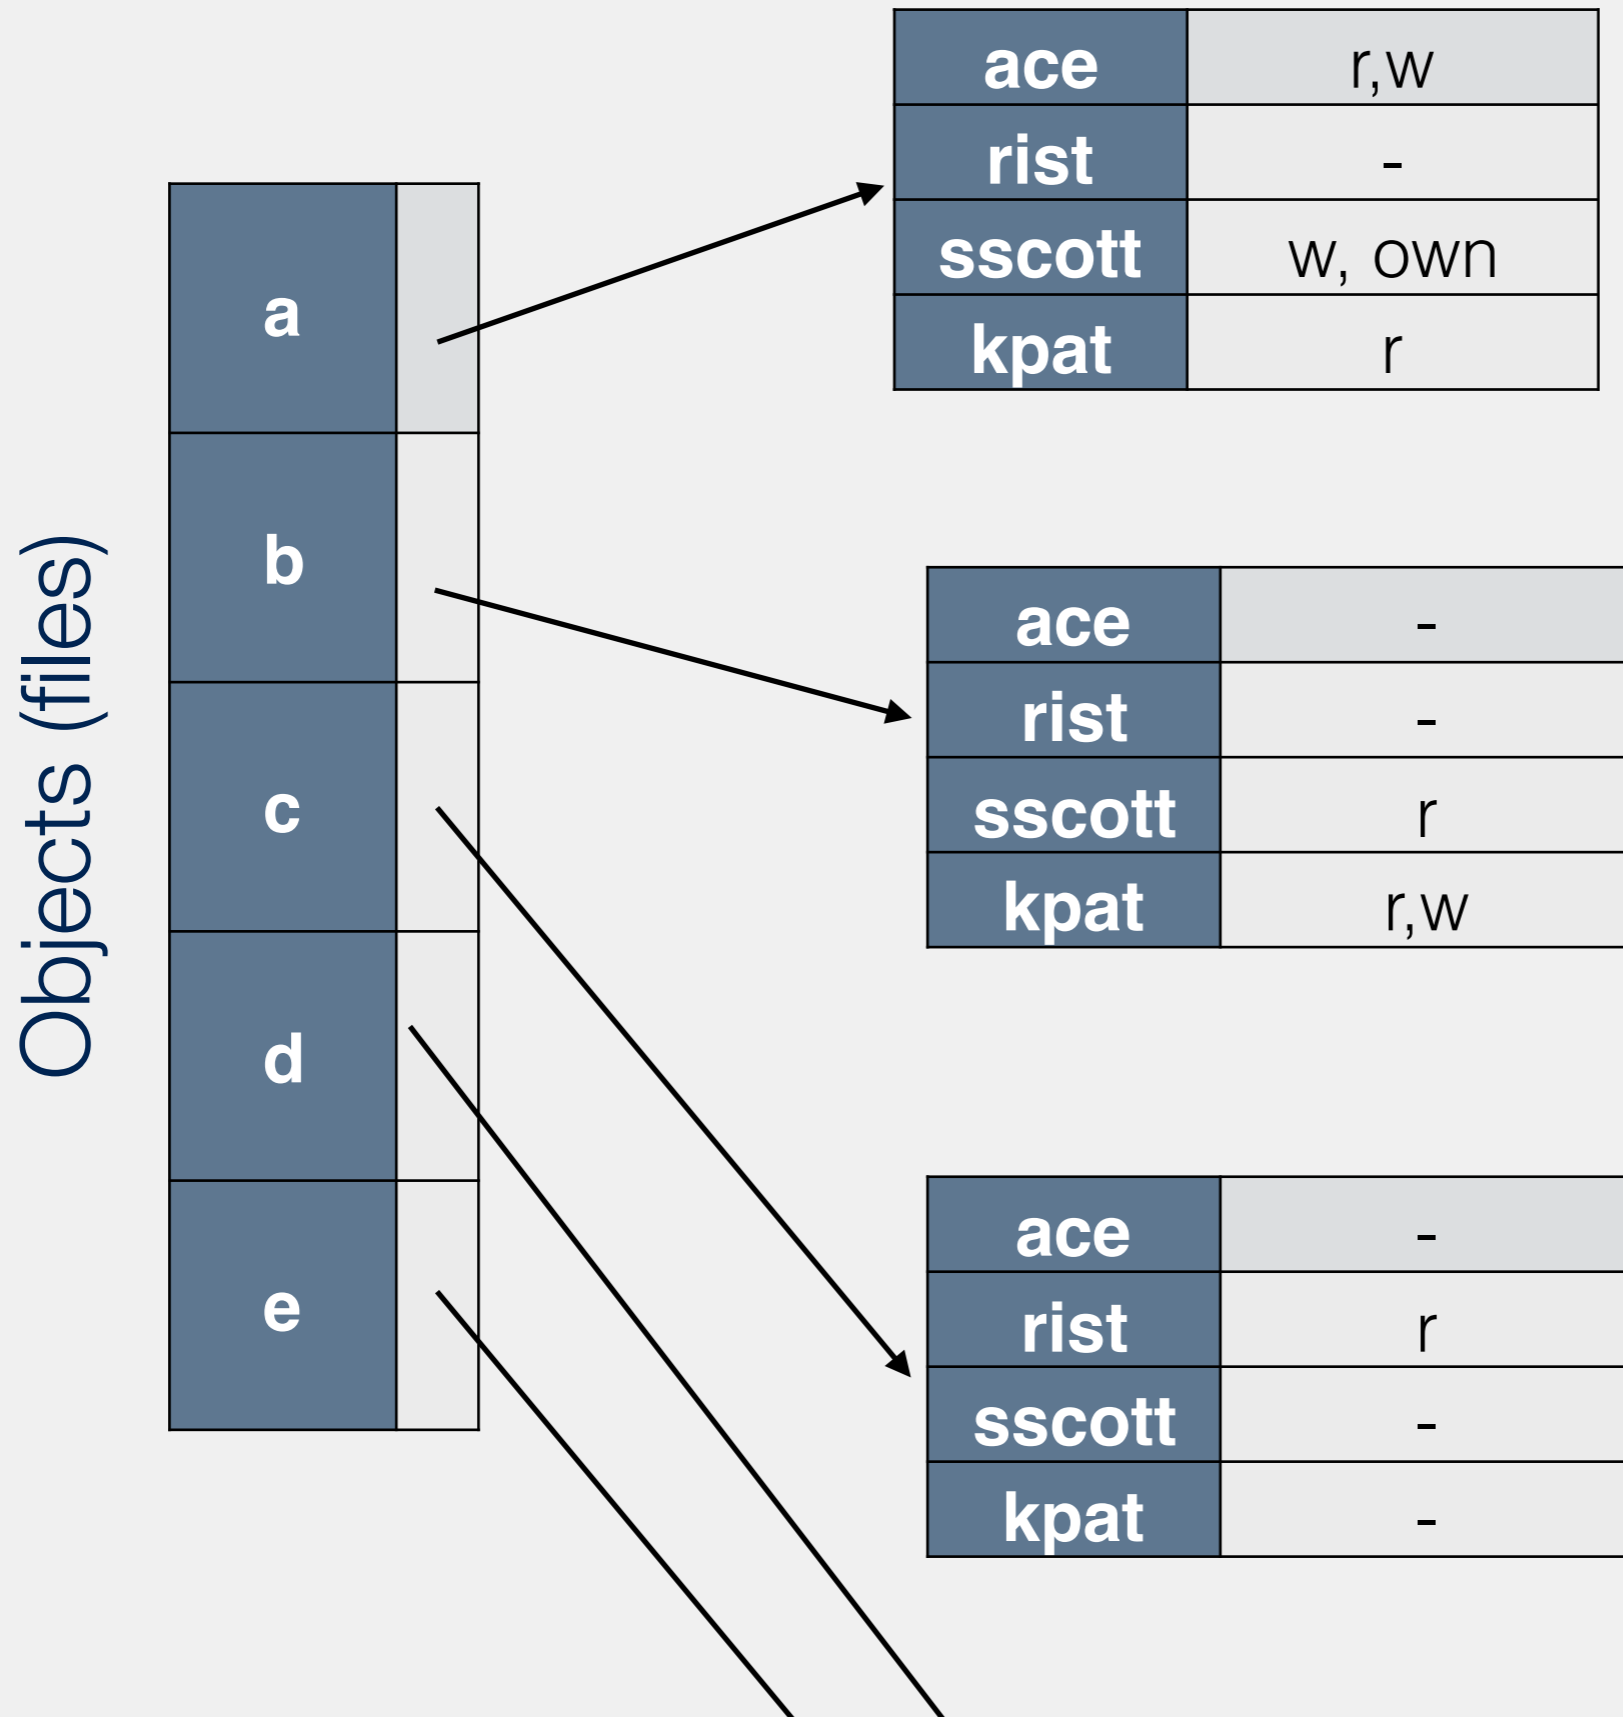 Objects (files)
a
b
c
d
e
ace r,w
rist -
sscott w, own
kpat r
ace -
rist -
sscott r
kpat r,w
ace -
rist r
sscott -
kpat -